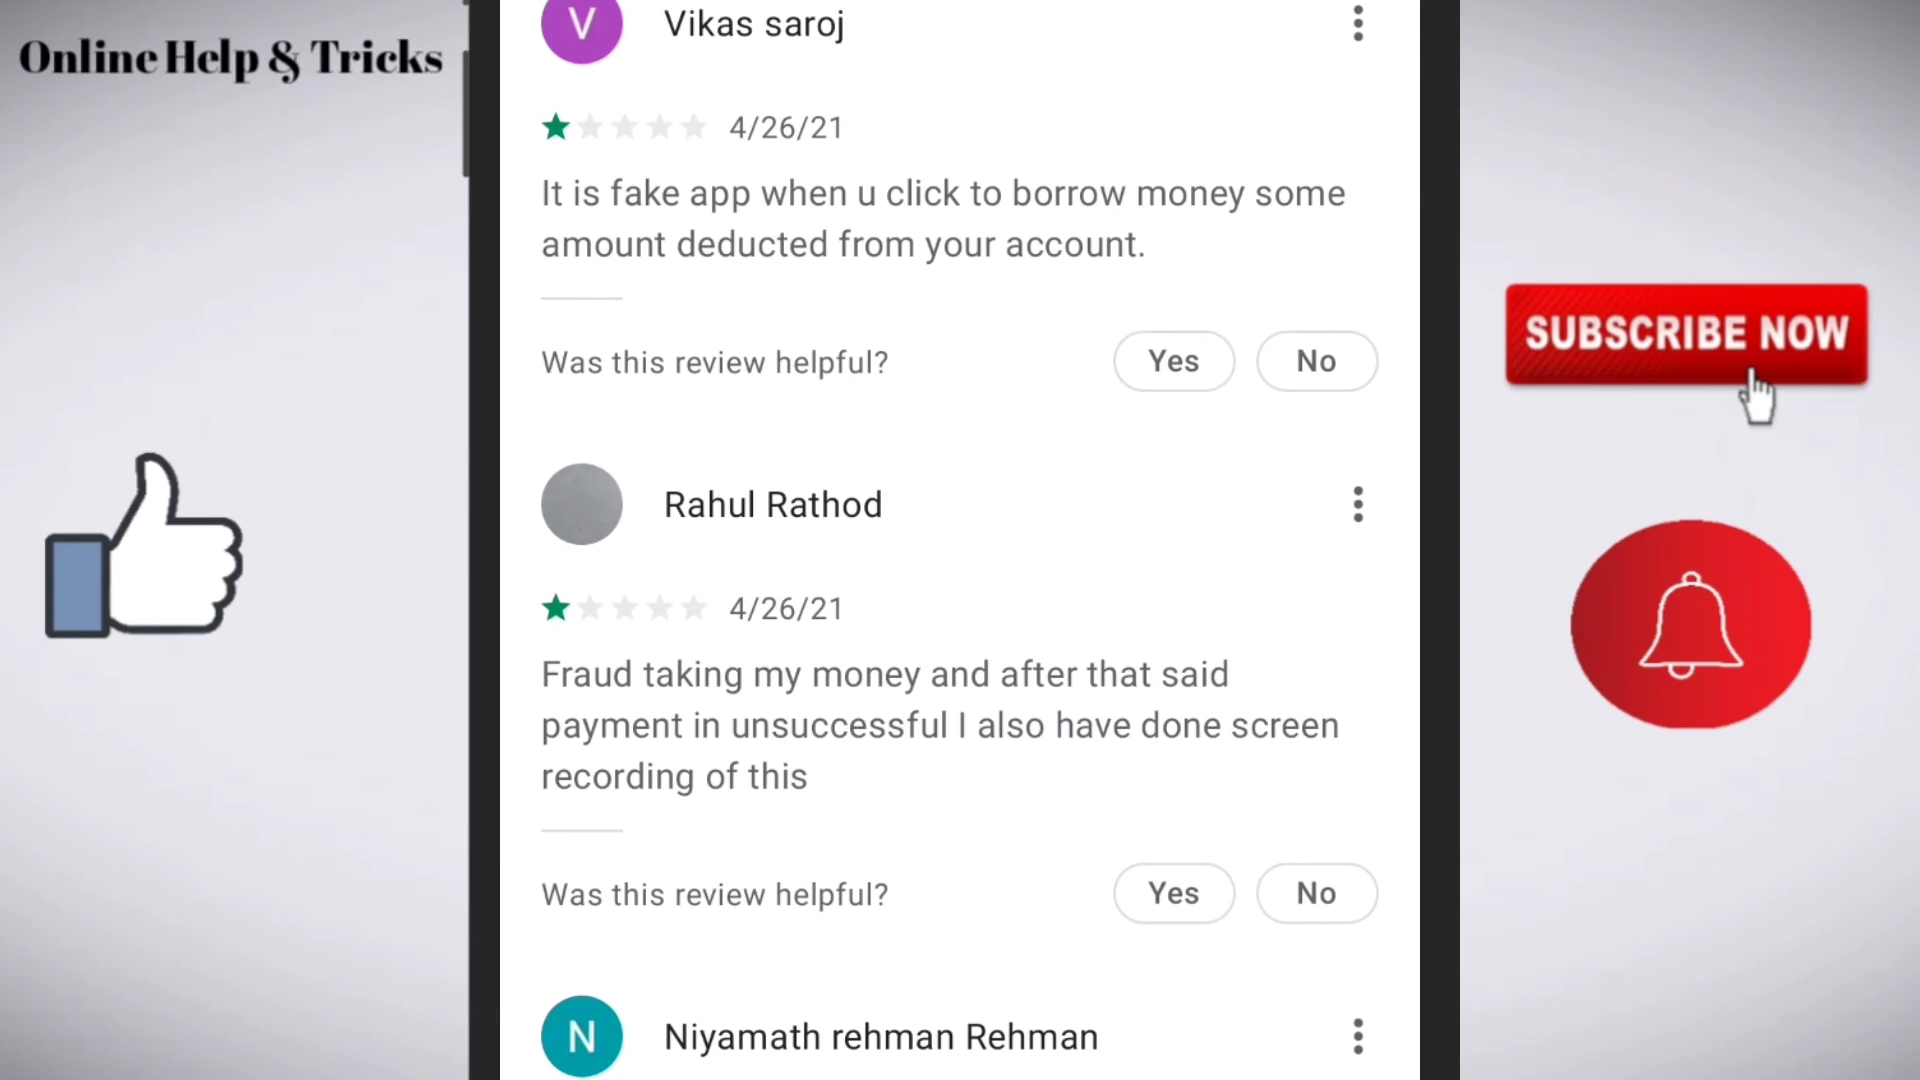 Online Help & Tricks
V
Vikas saroj
4/26/21
It is fake app when u click to borrow money some
amount deducted from your account.
Was this review helpful?
Yes
No
SUBSCRIBE NOW
Rahul Rathod
4/26/21
Fraud taking my money and after that said
payment in unsuccessful I also have done screen
recording of this
Was this review helpful?
Yes
No
N
Niyamath rehman Rehman